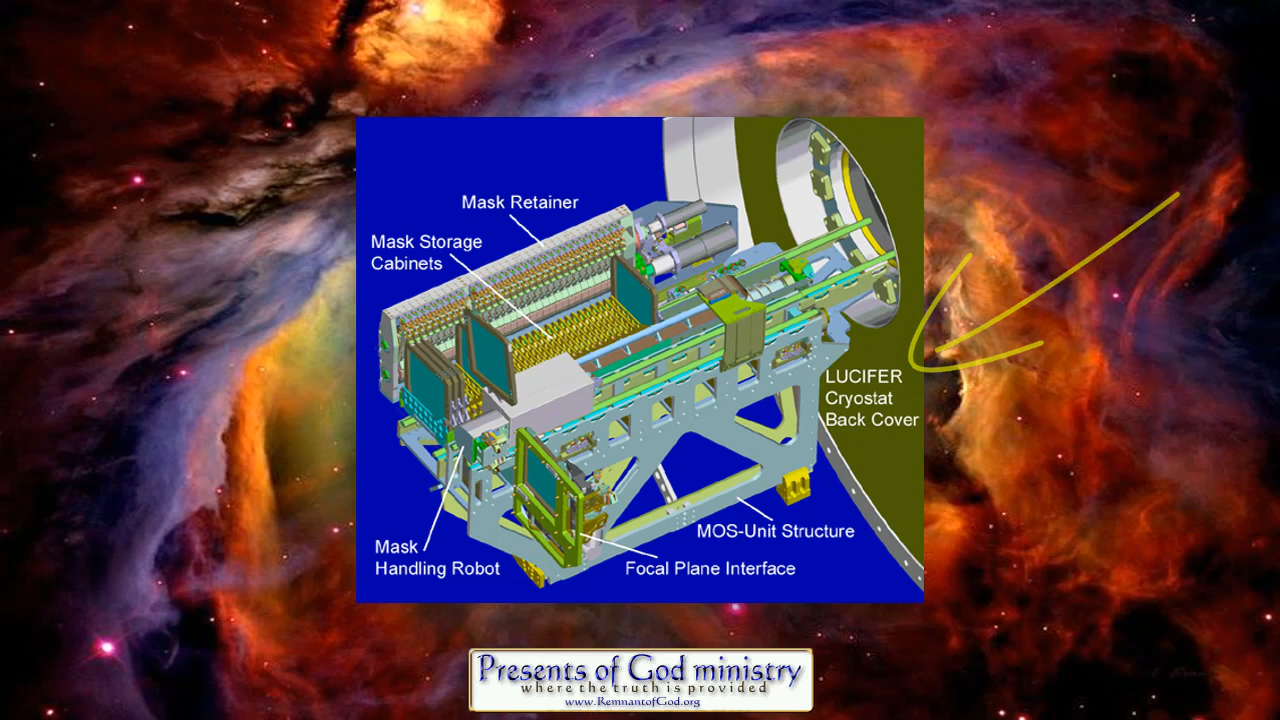 Mask Retainer
Mask Storage
Cabinets
LUCIFER
Cryostat
Back Cover
MOS-Unit Structure
Mask
Handling Robot
Focal Plane Interface
Presents of God ministry
where the truth is provided
www.RemnantofGod.org